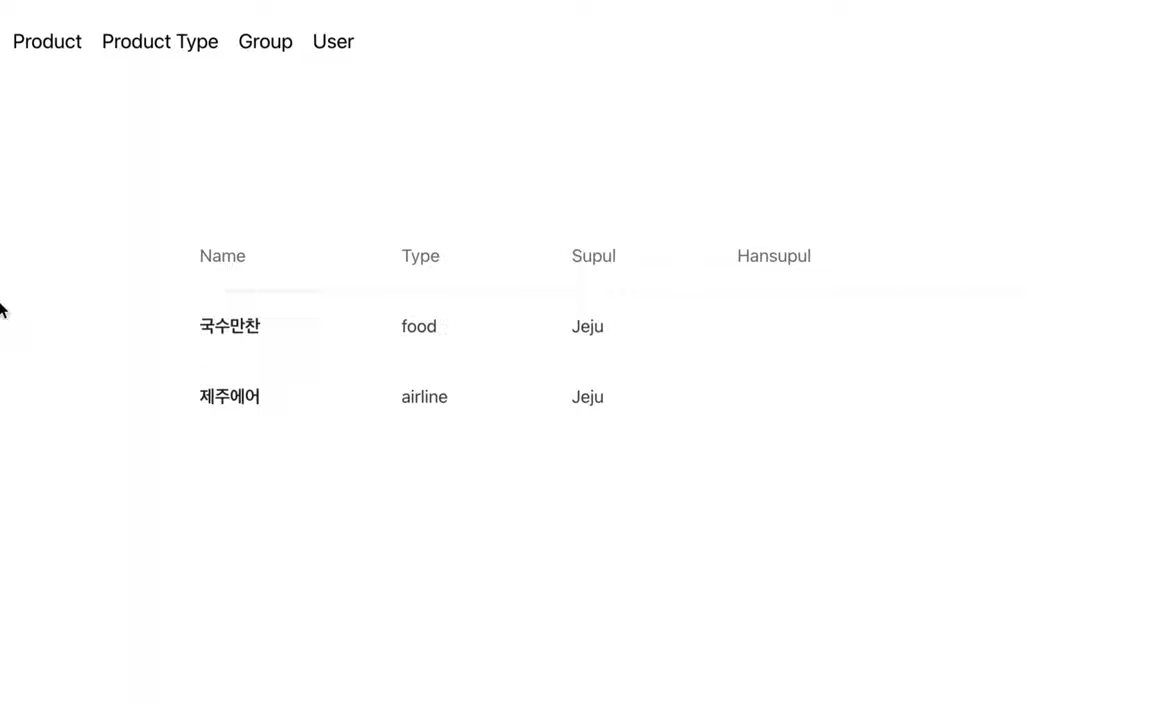 Product Product Type Group User
Name Type Supul Hansupul
국수만찬 food Jeju
제주에어 airline Jeju